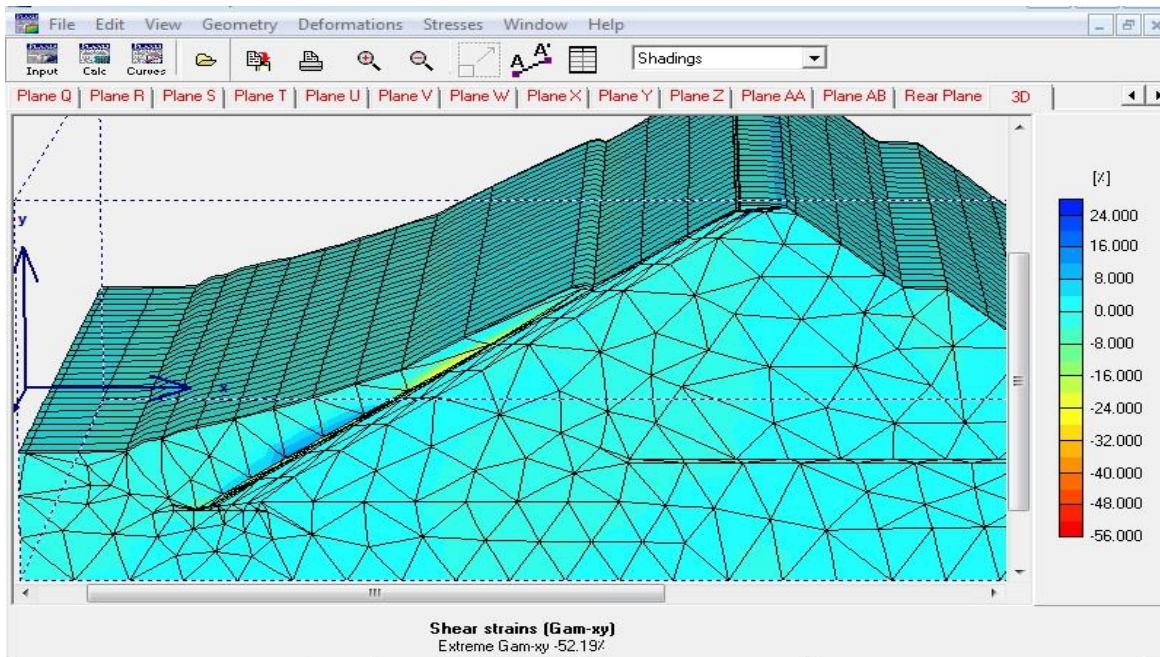 File Edit View Geometry Deformations Stresses Window Help
Input Calc Curves A A' Shadings
Plane Q Plane R Plane S Plane T Plane U Plane V Plane W Plane X Plane Y Plane Z Plane AA Plane AB Rear Plane 3D
y
x
[%]
24.000
16.000
8.000
0.000
-8.000
-16.000
-24.000
-32.000
-40.000
-48.000
-56.000
Shear strains (Gam-xy)
Extreme Gam-xy -52.19%